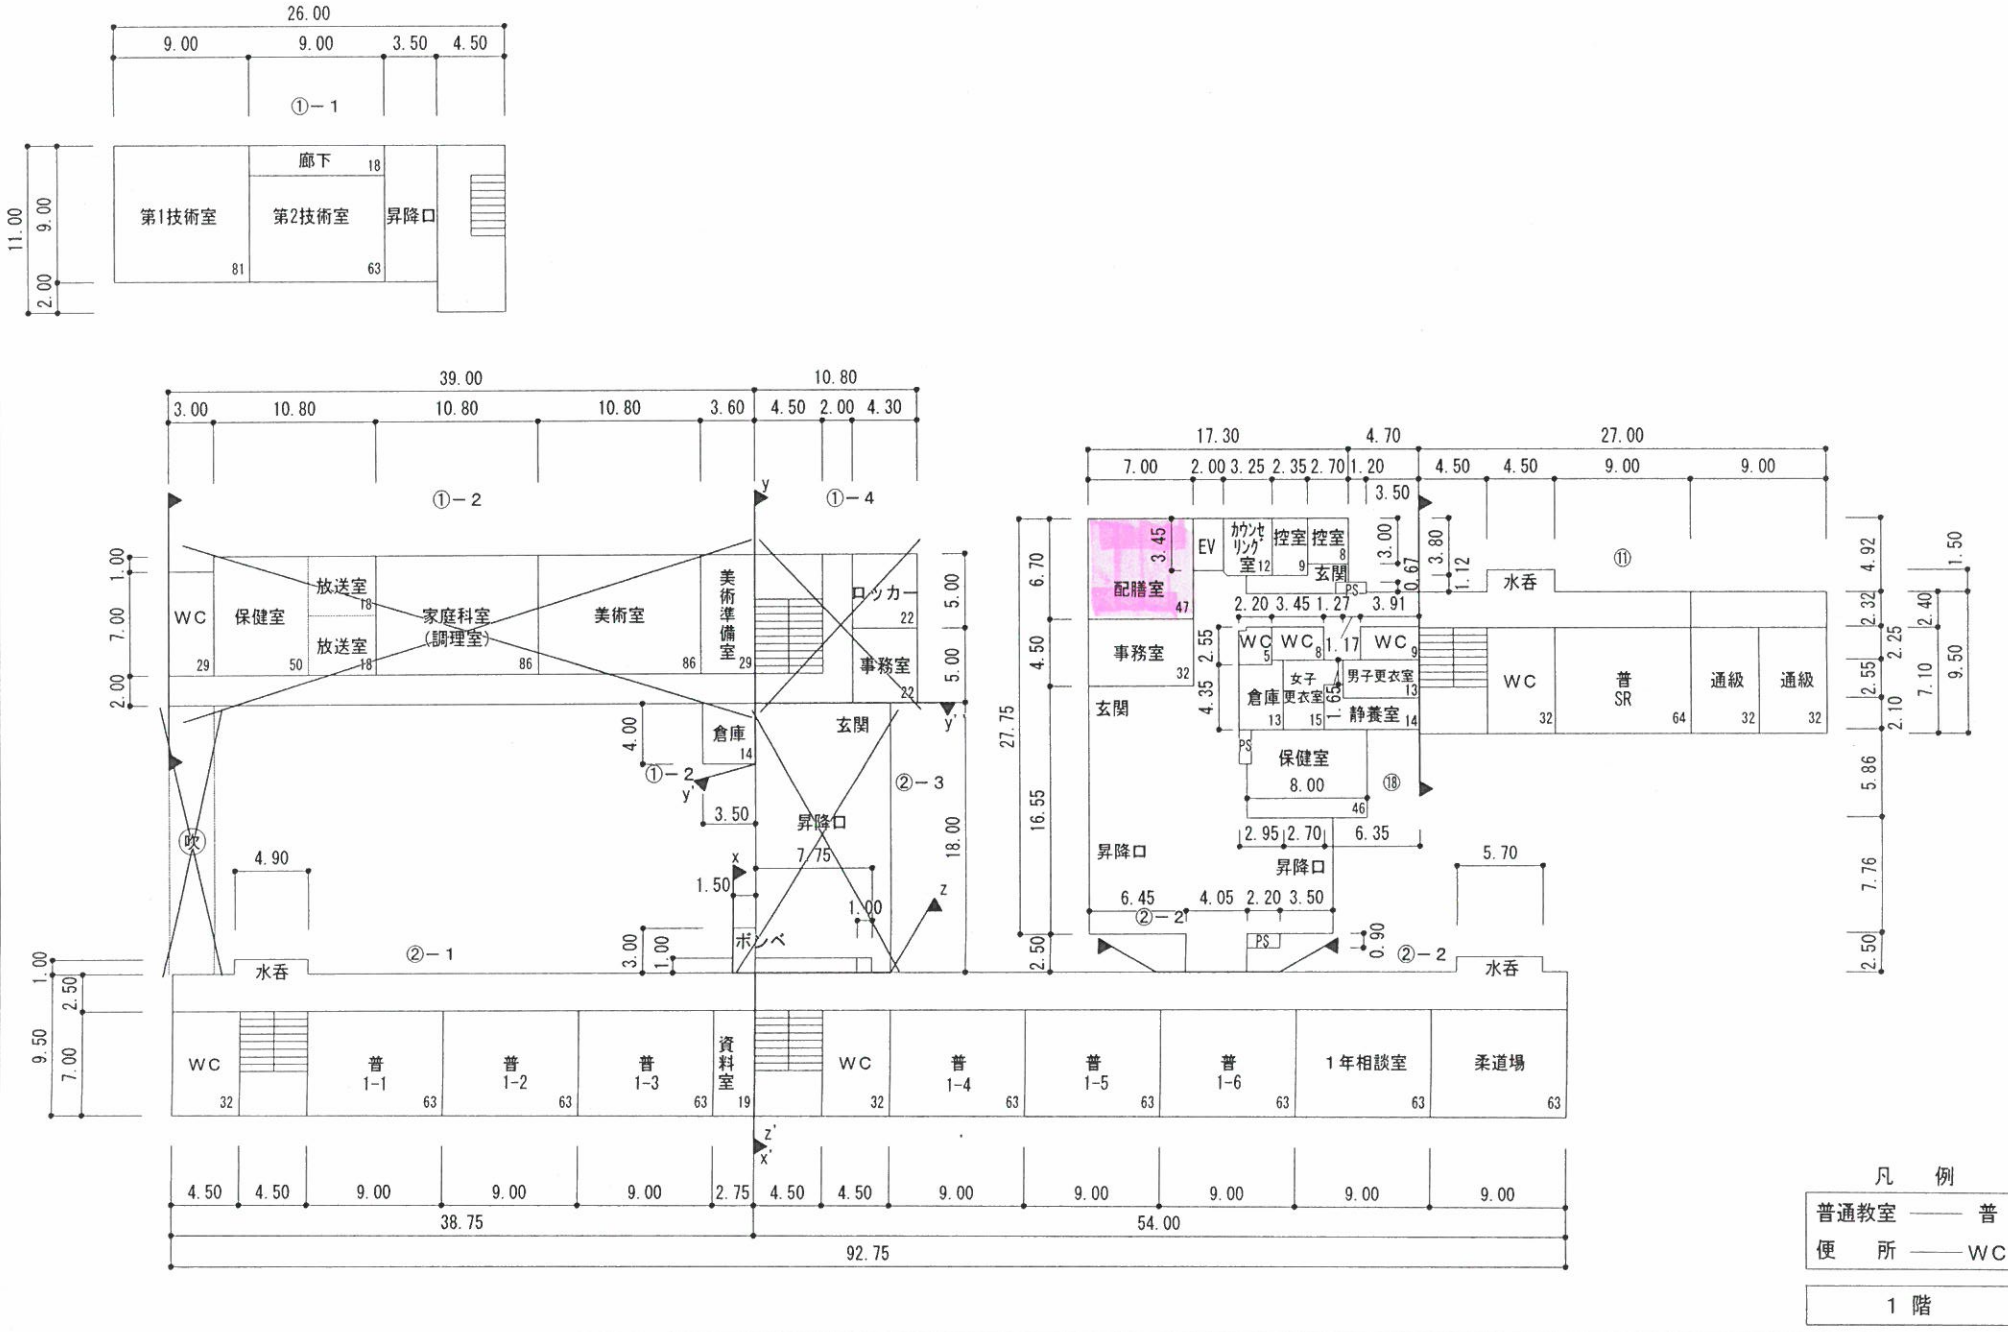 26.00
9.00 9.00 3.50 4.50
①-1
廊下 18
第1技術室 第2技術室 昇降口
81 63
11.00
9.00
2.00
39.00 10.80
3.00 10.80 10.80 10.80 3.60 4.50 2.00 4.30
①-2 y ①-4
1.00
7.00
2.00
WC 29
保健室 50
放送室 18
放送室 18
家庭科室
(調理室)
86
美術室 86
美術準備室 29
ロッカー 22
事務室 22
5.00
5.00
y'
4.00
倉庫 14
①-2
y'
3.50
玄関
②-3
昇降口
7.75
18.00
吹
4.90
x
1.50
1.00
z
ボンベ
3.00
1.00
②-1
水呑
1.00
2.50
9.50
7.00
WC 32
普
1-1
63
普
1-2
63
普
1-3
63
資料室 19
WC 32
普
1-4
63
普
1-5
63
普
1-6
63
1年相談室 63
柔道場 63
z'
x'
4.50 4.50 9.00 9.00 9.00 2.75 4.50 4.50 9.00 9.00 9.00 9.00 9.00
38.75 54.00
92.75
17.30 4.70 27.00
7.00 2.00 3.25 2.35 2.70 1.20 4.50 4.50 9.00 9.00
3.50
3.45
配膳室 47
EV
カウンセ
リング
室 12
控室 9
控室 8
玄関
PS
3.00
0.67
3.80
1.12
⑪
水呑
6.70
4.50
27.75
16.55
2.50
事務室 32
玄関
2.20 3.45 1.27 3.91
2.55
4.35
WC 5
WC 8
1.17
WC 9
倉庫 13
女子
更衣室
15
1.65
男子更衣室 13
静養室 14
PS
保健室
8.00
46
⑱
2.95 2.70 6.35
昇降口
昇降口
6.45 4.05 2.20 3.50
②-2
PS
0.90
②-2
5.70
水呑
WC 32
普
SR
64
通級 32
通級 32
4.92
2.32
2.25
2.55
2.10
5.86
7.76
2.50
1.50
2.40
7.10
9.50
凡 例
普通教室 ── 普
便 所 ── WC
1 階